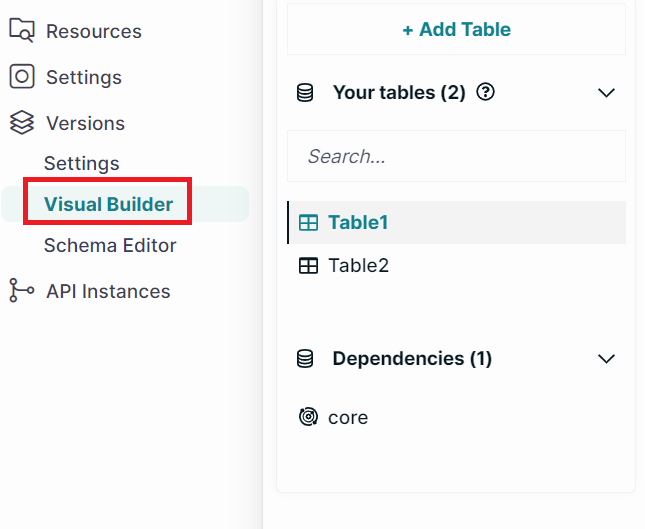 Resources
Settings
Versions
Settings
Visual Builder
Schema Editor
API Instances
+ Add Table
Your tables (2) ?
Search...
Table1
Table2
Dependencies (1)
core